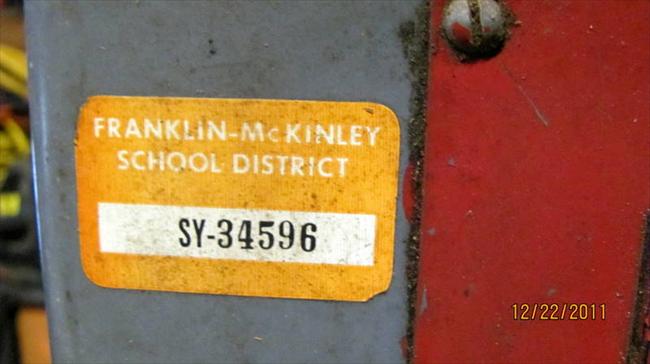 FRANKLIN-McKINLEY
SCHOOL DISTRICT
SY-34596
12/22/2011